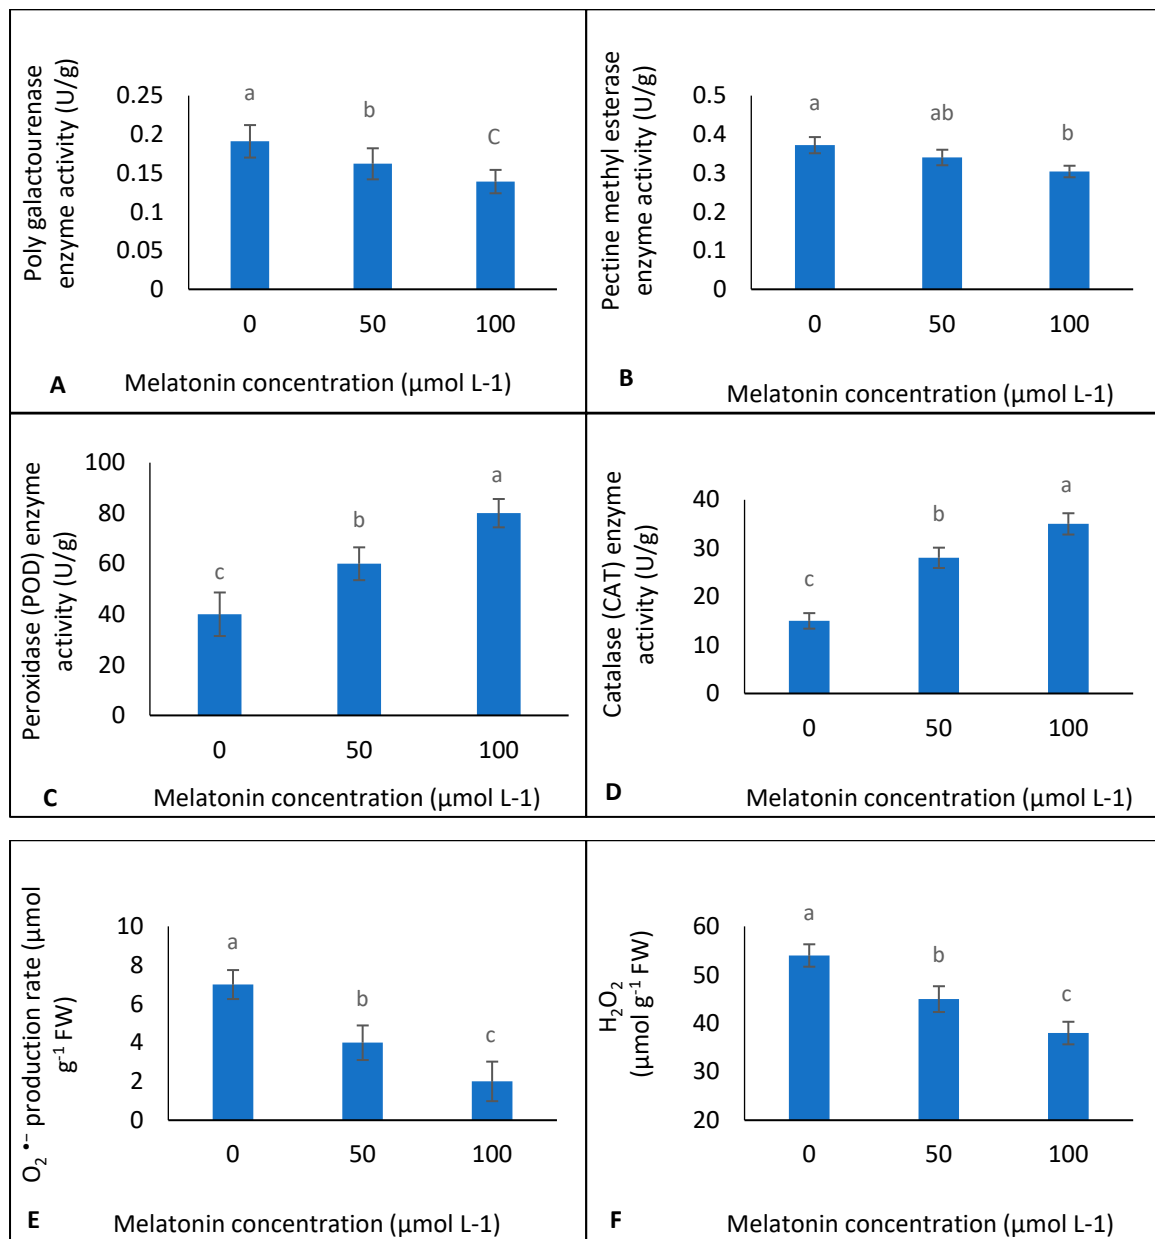 Poly galactourenase
enzyme activity (U/g)
0.25
0.2
0.15
0.1
0.05
0
a
b
C
0 50 100
A
Melatonin concentration (µmol L-1)
Pectine methyl esterase
enzyme activity (U/g)
0.5
0.4
0.3
0.2
0.1
0
a
ab
b
0 50 100
B
Melatonin concentration (µmol L-1)
Peroxidase (POD) enzyme
activity (U/g)
100
80
60
40
20
0
c
b
a
0 50 100
C
Melatonin concentration (µmol L-1)
Catalase (CAT) enzyme
activity (U/g)
40
30
20
10
0
c
b
a
0 50 100
D
Melatonin concentration (µmol L-1)
O₂•− production rate (µmol
g⁻¹ FW)
10
8
6
4
2
0
a
b
c
0 50 100
E
Melatonin concentration (µmol L-1)
H₂O₂
(µmol g⁻¹ FW)
60
50
40
30
20
a
b
c
0 50 100
F
Melatonin concentration (µmol L-1)